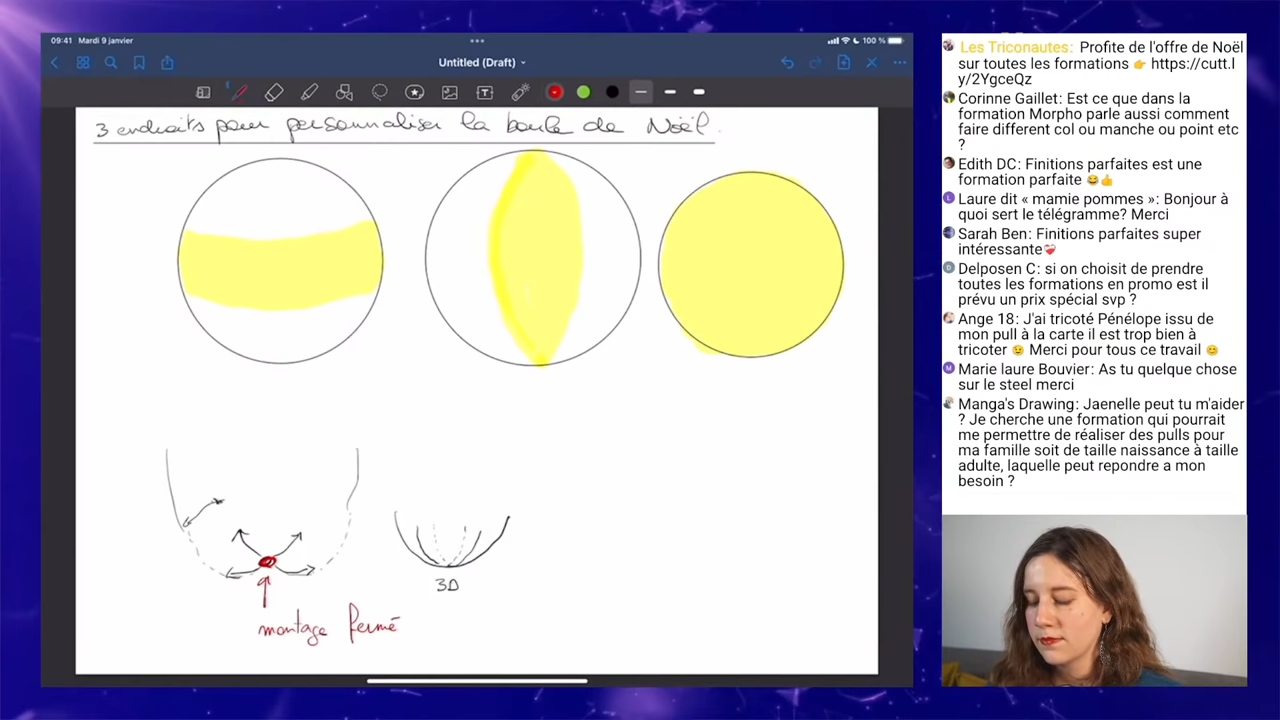 09:41 Mardi 9 janvier
100 %
Untitled (Draft)
3 endroits pour personnaliser la boule de Noël.
3D
montage fermé
Les Triconautes: Profite de l'offre de Noël
sur toutes les formations 👉 https://cutt.l
y/2YgceQz
Corinne Gaillet: Est ce que dans la
formation Morpho parle aussi comment
faire different col ou manche ou point etc
?
Edith DC: Finitions parfaites est une
formation parfaite 😂👍
L
Laure dit « mamie pommes »: Bonjour à
quoi sert le télégramme? Merci
Sarah Ben: Finitions parfaites super
intéressante❤️‍🩹
D
Delposen C: si on choisit de prendre
toutes les formations en promo est il
prévu un prix spécial svp ?
Ange 18: J'ai tricoté Pénélope issu de
mon pull à la carte il est trop bien à
tricoter 😉 Merci pour tous ce travail 😊
M
Marie laure Bouvier: As tu quelque chose
sur le steel merci
Manga's Drawing: Jaenelle peut tu m'aider
? Je cherche une formation qui pourrait
me permettre de réaliser des pulls pour
ma famille soit de taille naissance à taille
adulte, laquelle peut repondre a mon
besoin ?